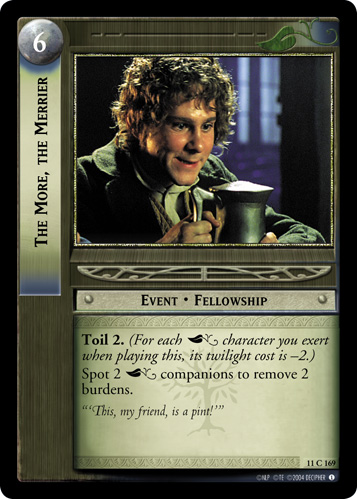 6
The More, the Merrier
Event • Fellowship
Toil 2. (For each character you exert
when playing this, its twilight cost is –2.)
Spot 2 companions to remove 2
burdens.
“‘This, my friend, is a pint!’”
11 C 169
©NLP ™TE ©2004 DECIPHER